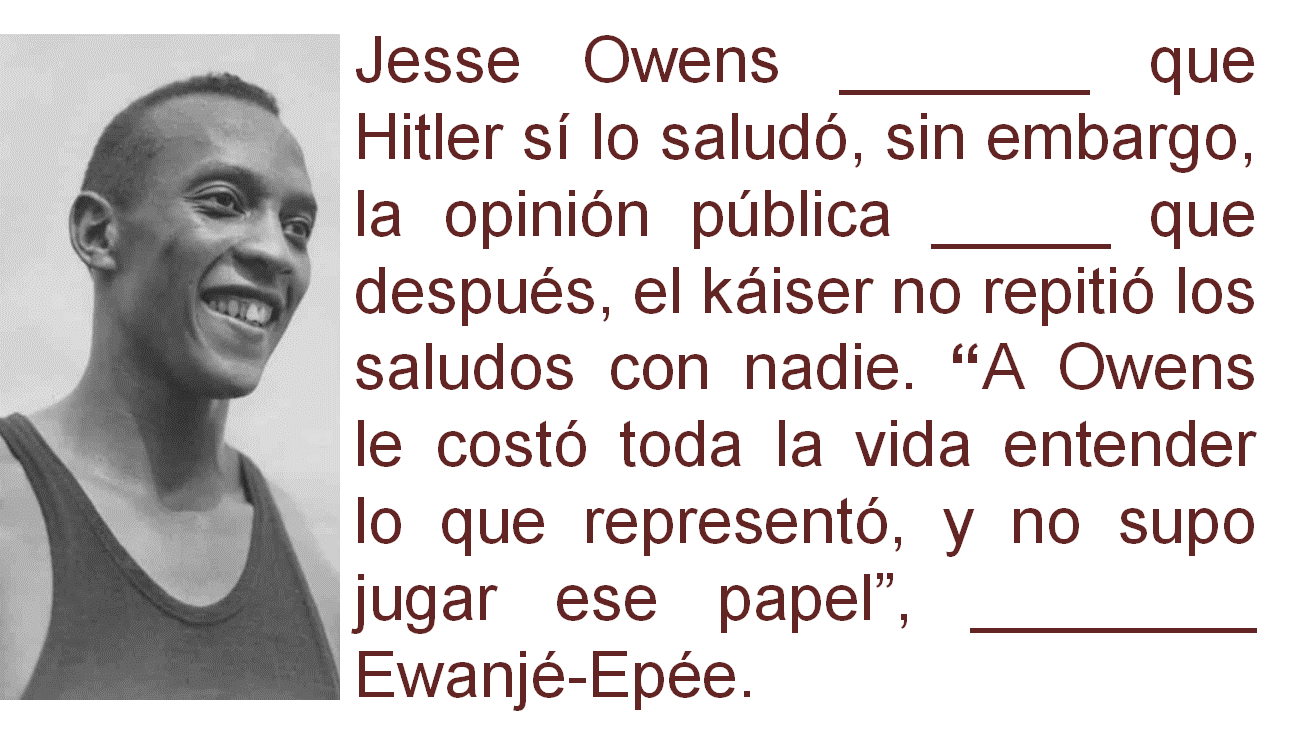 Jesse Owens ________ que
Hitler sí lo saludó, sin embargo,
la opinión pública ______ que
después, el káiser no repitió los
saludos con nadie. “A Owens
le costó toda la vida entender
lo que representó, y no supo
jugar ese papel”, _________
Ewanjé-Epée.